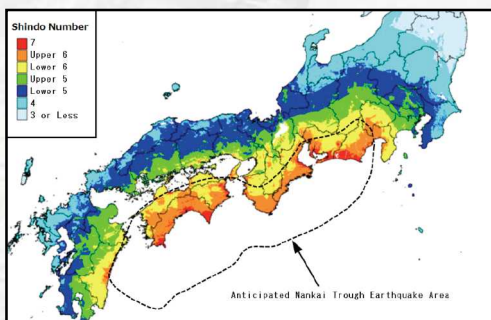 Shindo Number
7
Upper 6
Lower 6
Upper 5
Lower 5
4
3 or Less
Anticipated Nankai Trough Earthquake Area